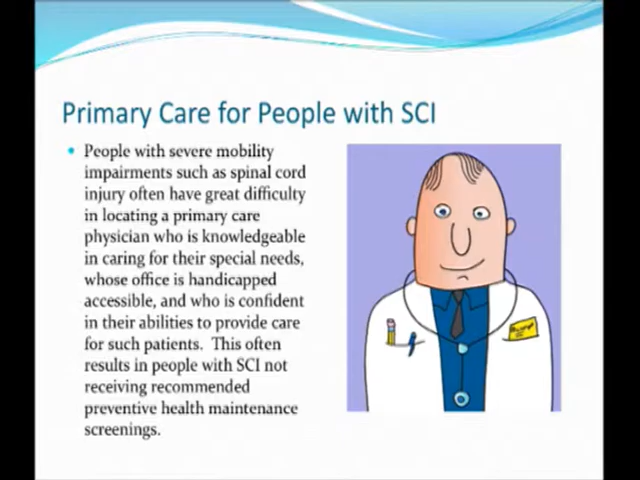 Primary Care for People with SCI
People with severe mobility
impairments such as spinal cord
injury often have great difficulty
in locating a primary care
physician who is knowledgeable
in caring for their special needs,
whose office is handicapped
accessible, and who is confident
in their abilities to provide care
for such patients.  This often
results in people with SCI not
receiving recommended
preventive health maintenance
screenings.